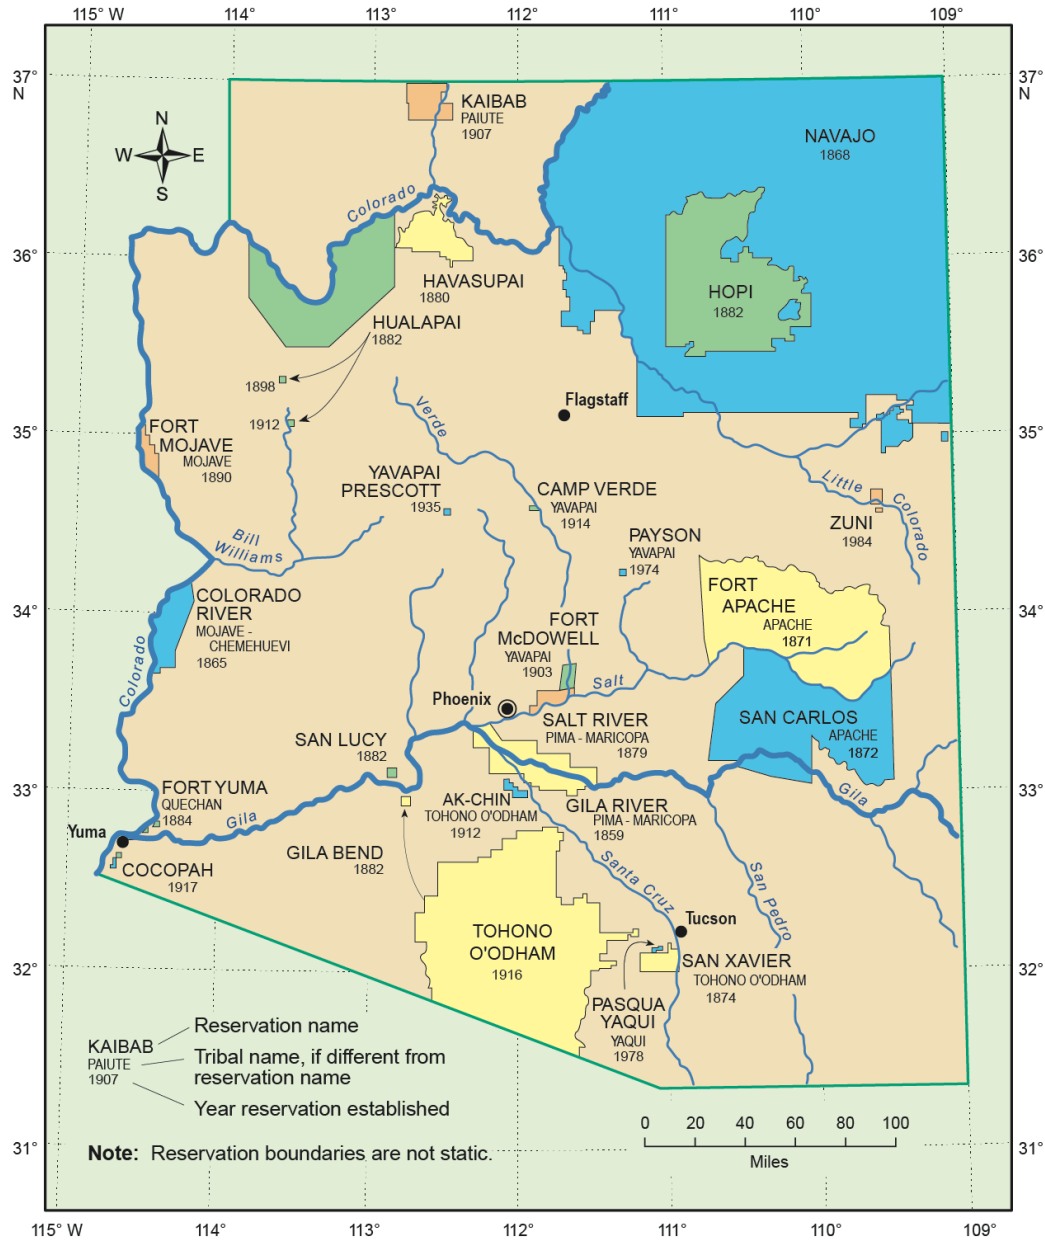 115° W
114°
113°
112°
111°
110°
109°
37°
N
37°
N
KAIBAB
PAIUTE
1907
NAVAJO
1868
N
W
E
S
Colorado
36°
36°
HAVASUPAI
1880
HOPI
1882
HUALAPAI
1882
1898
1912
Flagstaff
Verde
35°
35°
FORT
MOJAVE
MOJAVE
1890
YAVAPAI
PRESCOTT
1935
CAMP VERDE
YAVAPAI
1914
Little
Colorado
ZUNI
1984
Bill
Williams
PAYSON
YAVAPAI
1974
FORT
APACHE
APACHE
1871
34°
34°
COLORADO
RIVER
MOJAVE -
CHEMEHUEVI
1865
Colorado
FORT
McDOWELL
YAVAPAI
1903
Salt
Phoenix
SALT RIVER
PIMA - MARICOPA
1879
SAN CARLOS
APACHE
1872
SAN LUCY
1882
33°
33°
FORT YUMA
QUECHAN
1884
Gila
AK-CHIN
TOHONO O'ODHAM
1912
GILA RIVER
PIMA - MARICOPA
1859
Gila
Yuma
COCOPAH
1917
GILA BEND
1882
Santa Cruz
San Pedro
Tucson
TOHONO
O'ODHAM
1916
SAN XAVIER
TOHONO O'ODHAM
1874
32°
32°
PASQUA
YAQUI
YAQUI
1978
KAIBAB
PAIUTE
1907
Reservation name
Tribal name, if different from
reservation name
Year reservation established
Note: Reservation boundaries are not static.
0 20 40 60 80 100
Miles
31°
31°
115° W
114°
113°
112°
111°
110°
109°